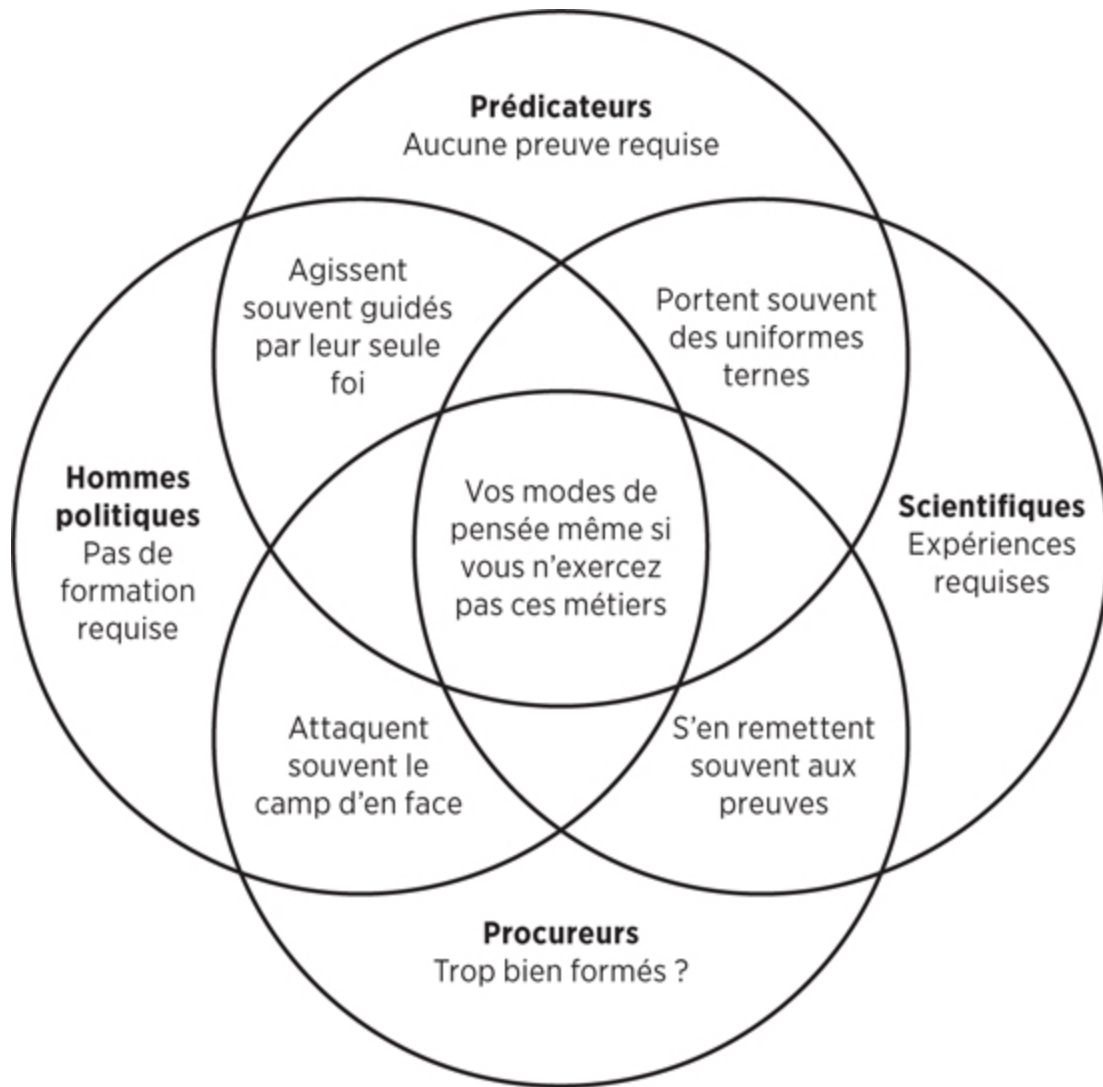 Prédicateurs
Aucune preuve requise
Agissent
souvent guidés
par leur seule
foi
Portent souvent
des uniformes
ternes
Hommes
politiques
Pas de
formation
requise
Vos modes de
pensée même si
vous n’exercez
pas ces métiers
Scientifiques
Expériences
requises
Attaquent
souvent le
camp d’en face
S’en remettent
souvent aux
preuves
Procureurs
Trop bien formés ?